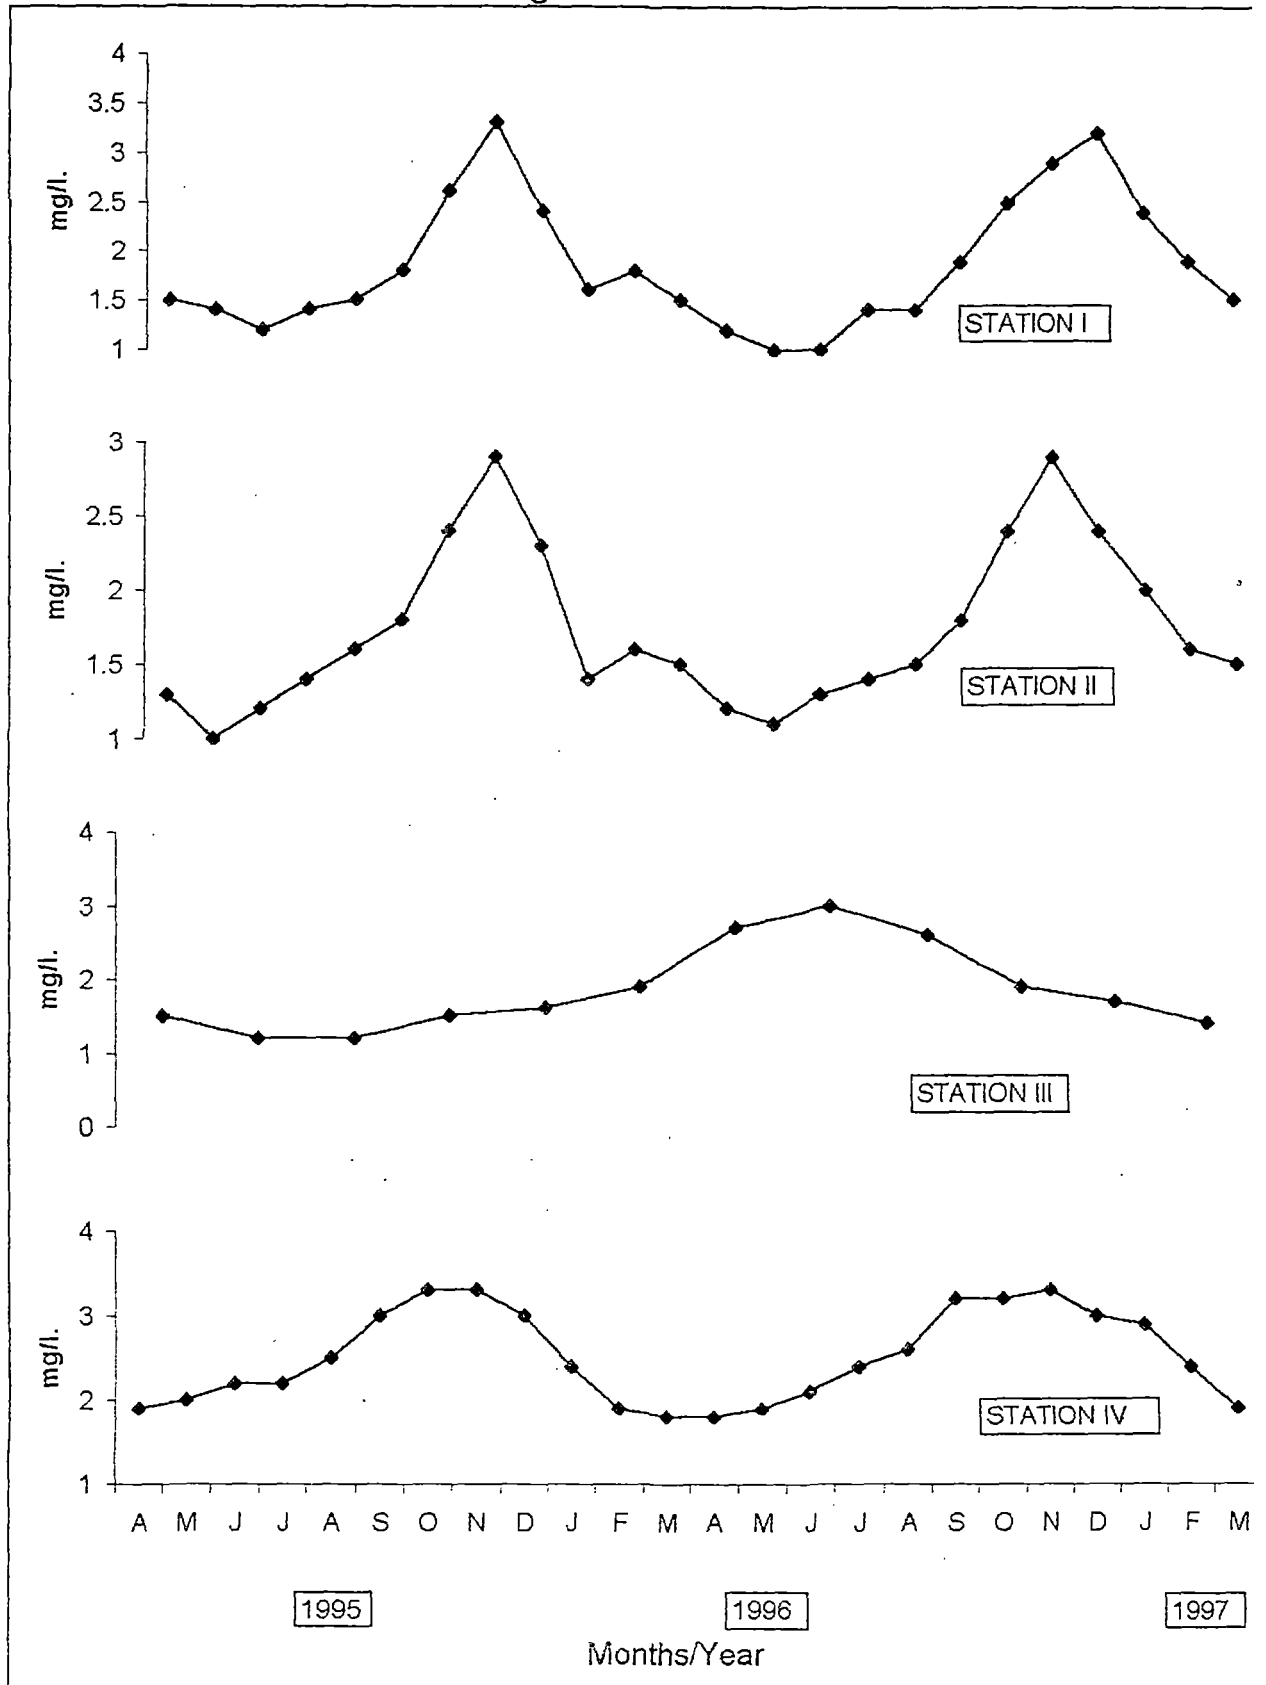 4
3.5
3
2.5
2
1.5
1
mg/l.
STATION I
3
2.5
2
1.5
1
mg/l.
STATION II
4
3
2
1
0
mg/l.
STATION III
4
3
2
1
mg/l.
STATION IV
A M J J A S O N D J F M A M J J A S O N D J F M
1995 1996 1997
Months/Year